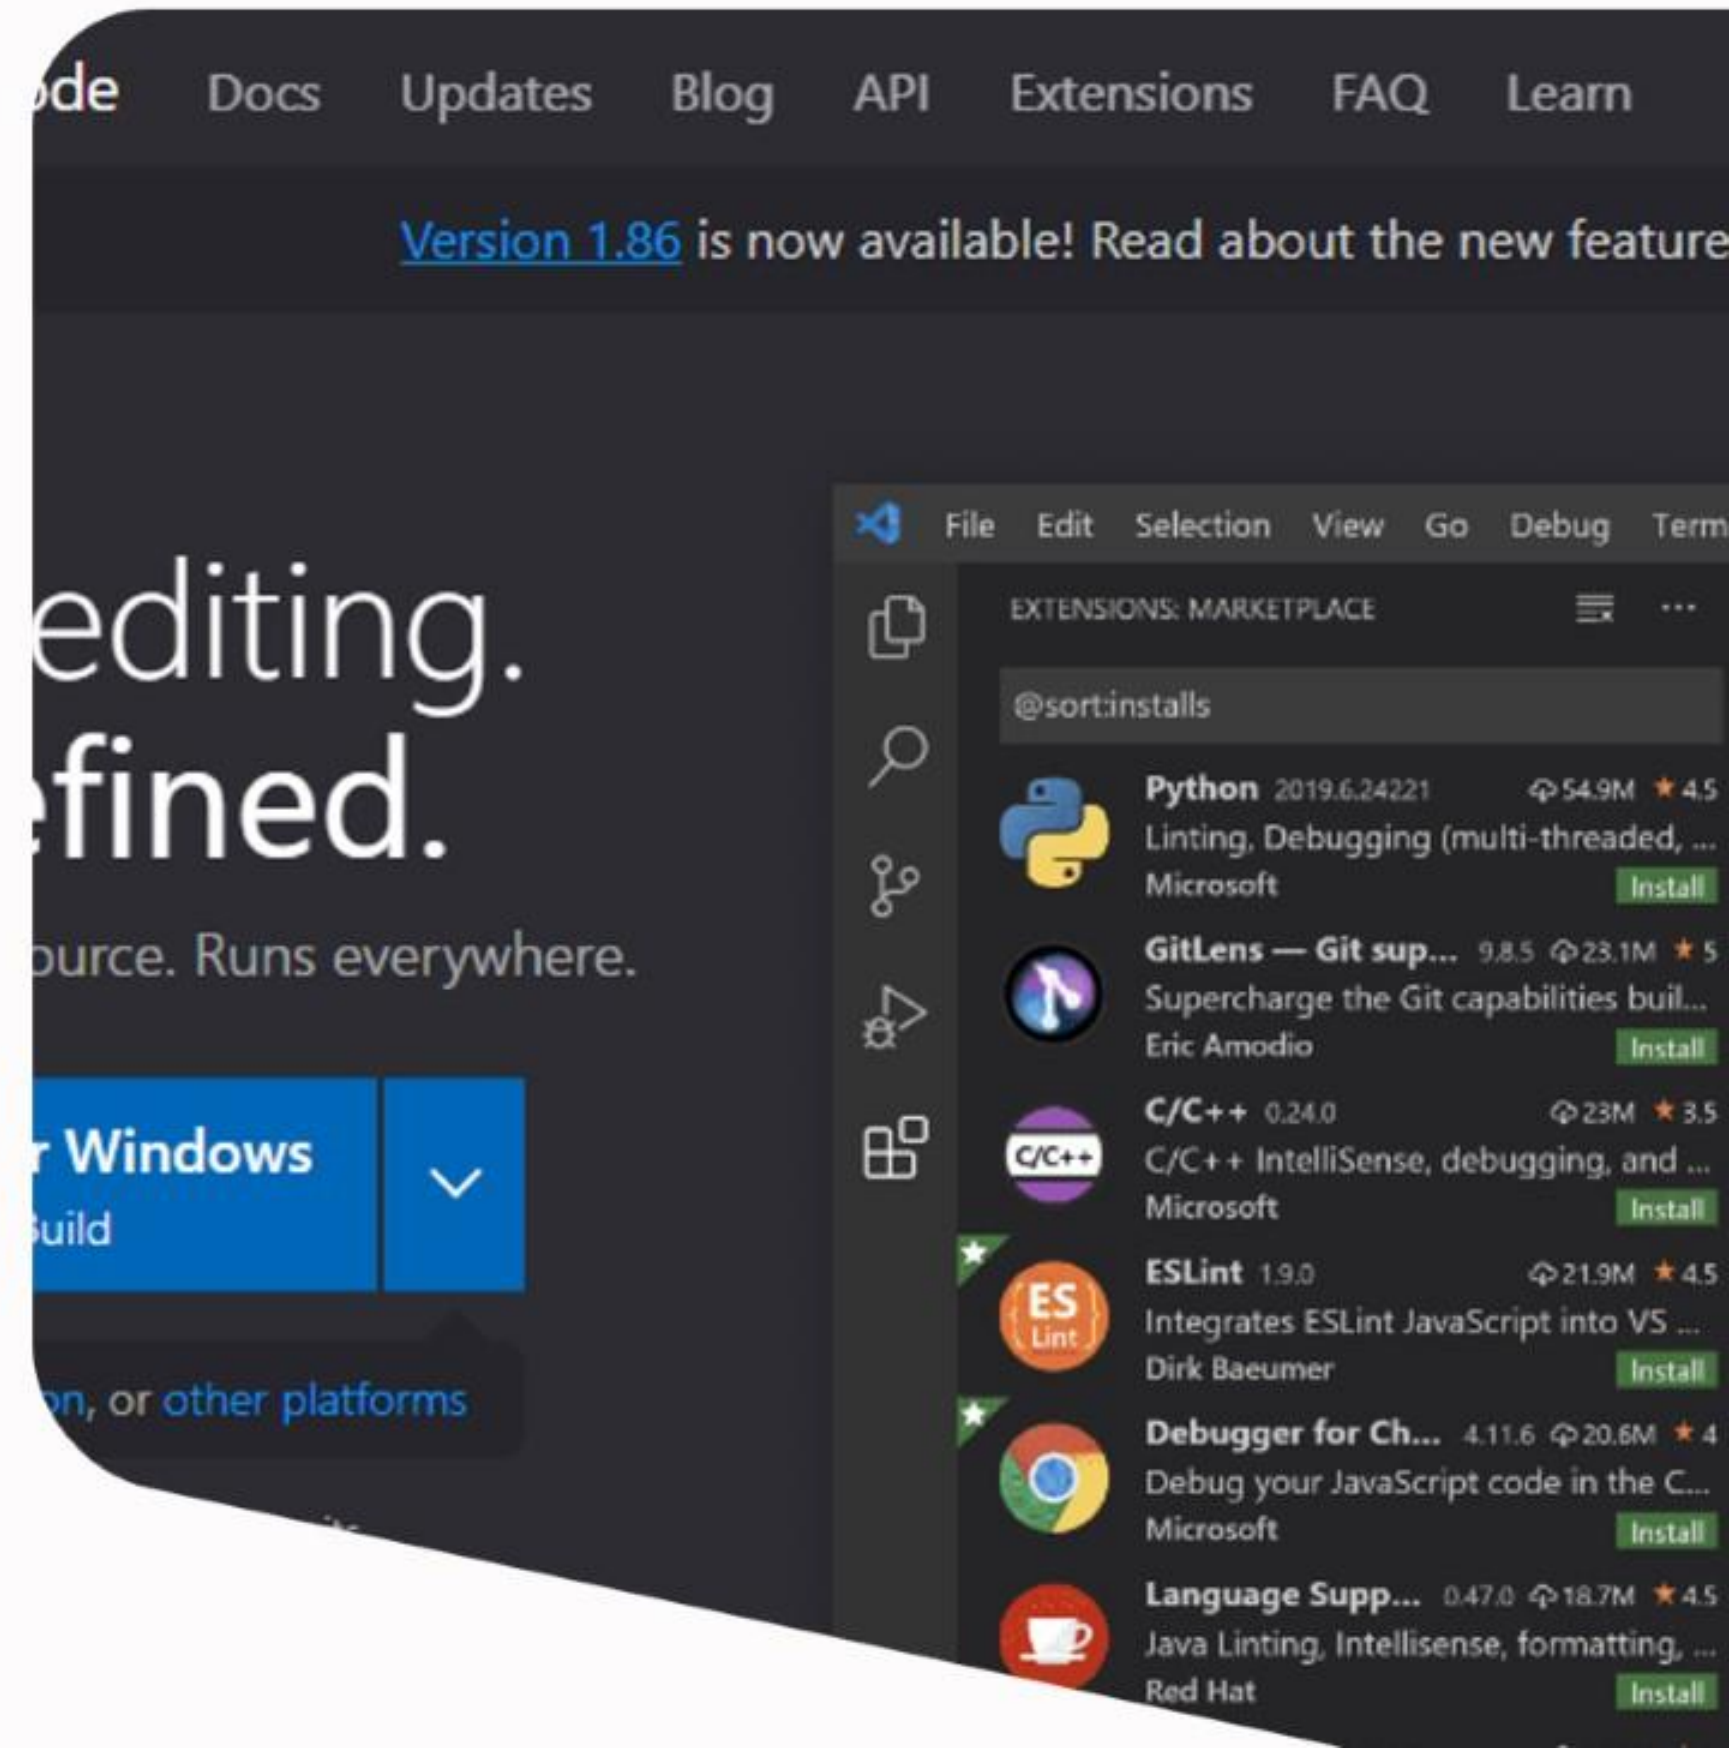 ode Docs Updates Blog API Extensions FAQ Learn
Version 1.86 is now available! Read about the new feature
editing.
efined.
ource. Runs everywhere.
r Windows
Build
on, or other platforms
File Edit Selection View Go Debug Term
EXTENSIONS: MARKETPLACE
@sort:installs
Python 2019.6.24221 54.9M 4.5
Linting, Debugging (multi-threaded, ...
Microsoft Install
GitLens — Git sup... 9.8.5 23.1M 5
Supercharge the Git capabilities buil...
Eric Amodio Install
C/C++ 0.24.0 23M 3.5
C/C++
C/C++ IntelliSense, debugging, and ...
Microsoft Install
ESLint 1.9.0 21.9M 4.5
ES
Lint
Integrates ESLint JavaScript into VS ...
Dirk Baeumer Install
Debugger for Ch... 4.11.6 20.6M 4
Debug your JavaScript code in the C...
Microsoft Install
Language Supp... 0.47.0 18.7M 4.5
Java Linting, Intellisense, formatting, ...
Red Hat Install